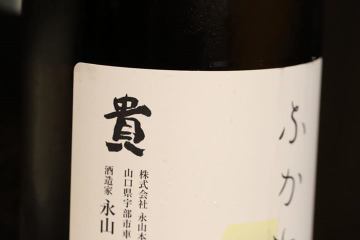 ふか
貴
株式会社 永山本
山口県宇部市車
酒造家 永山